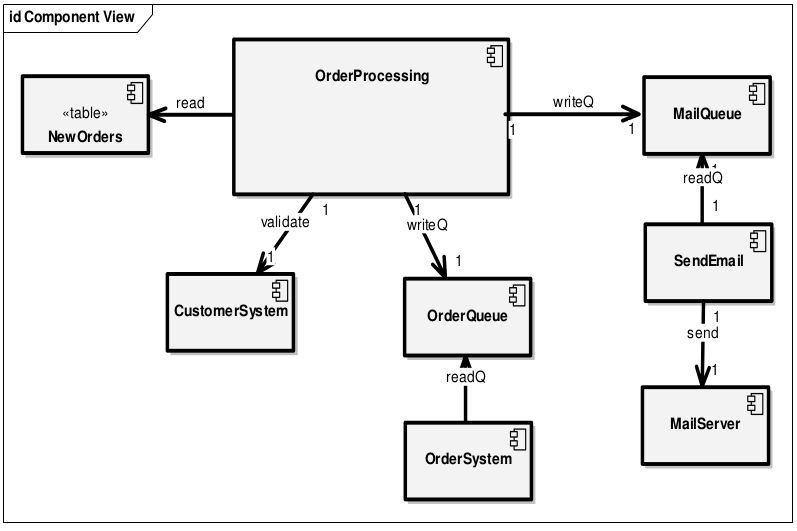 id Component View
OrderProcessing
«table»
NewOrders
read
writeQ
1
1
MailQueue
readQ
1
validate
1
1
1
writeQ
1
SendEmail
CustomerSystem
OrderQueue
1
send
1
readQ
MailServer
OrderSystem